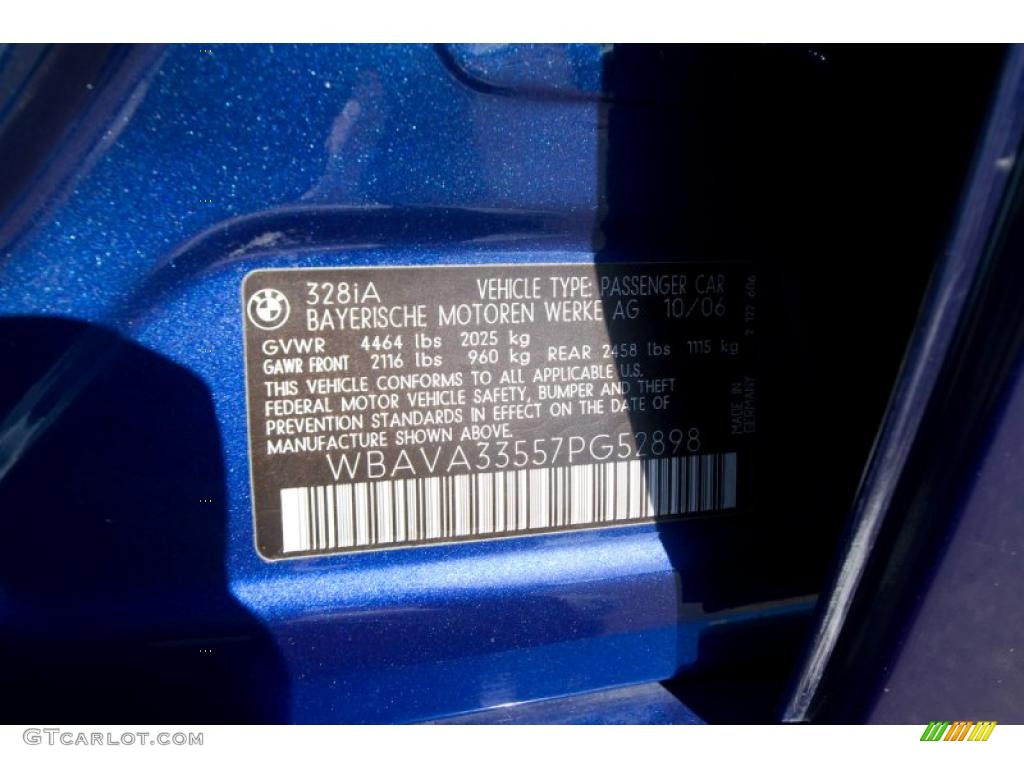 328iA VEHICLE TYPE: PASSENGER CAR
BAYERISCHE MOTOREN WERKE AG 10/06
GVWR 4464 lbs 2025 kg
GAWR FRONT 2116 lbs 960 kg REAR 2458 lbs 1115 kg
THIS VEHICLE CONFORMS TO ALL APPLICABLE U.S.
FEDERAL MOTOR VEHICLE SAFETY, BUMPER AND THEFT
PREVENTION STANDARDS IN EFFECT ON THE DATE OF
MANUFACTURE SHOWN ABOVE.
WBAVA33557PG52898
MADE IN
GERMANY
7 122 606
GTcarlot.com